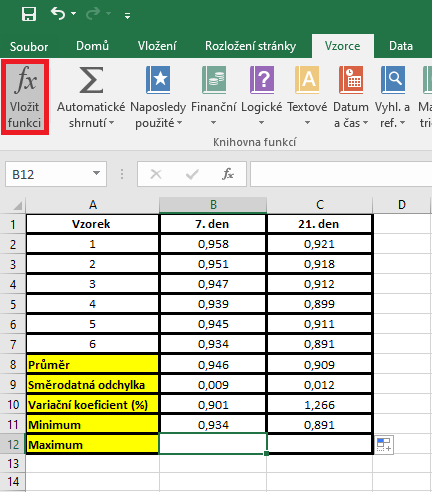 Soubor Domů Vložení Rozložení stránky Vzorce Data
fx Vložit funkci
Automatické shrnutí
Naposledy použité
Finanční
Logické
Textové
Datum a čas
Vyhl. a ref.
Knihovna funkcí
B12 fx
A B C D
1 Vzorek 7. den 21. den
2 1 0,958 0,921
3 2 0,951 0,918
4 3 0,947 0,912
5 4 0,939 0,899
6 5 0,945 0,911
7 6 0,934 0,891
8 Průměr 0,946 0,909
9 Směrodatná odchylka 0,009 0,012
10 Variační koeficient (%) 0,901 1,266
11 Minimum 0,934 0,891
12 Maximum
13
14